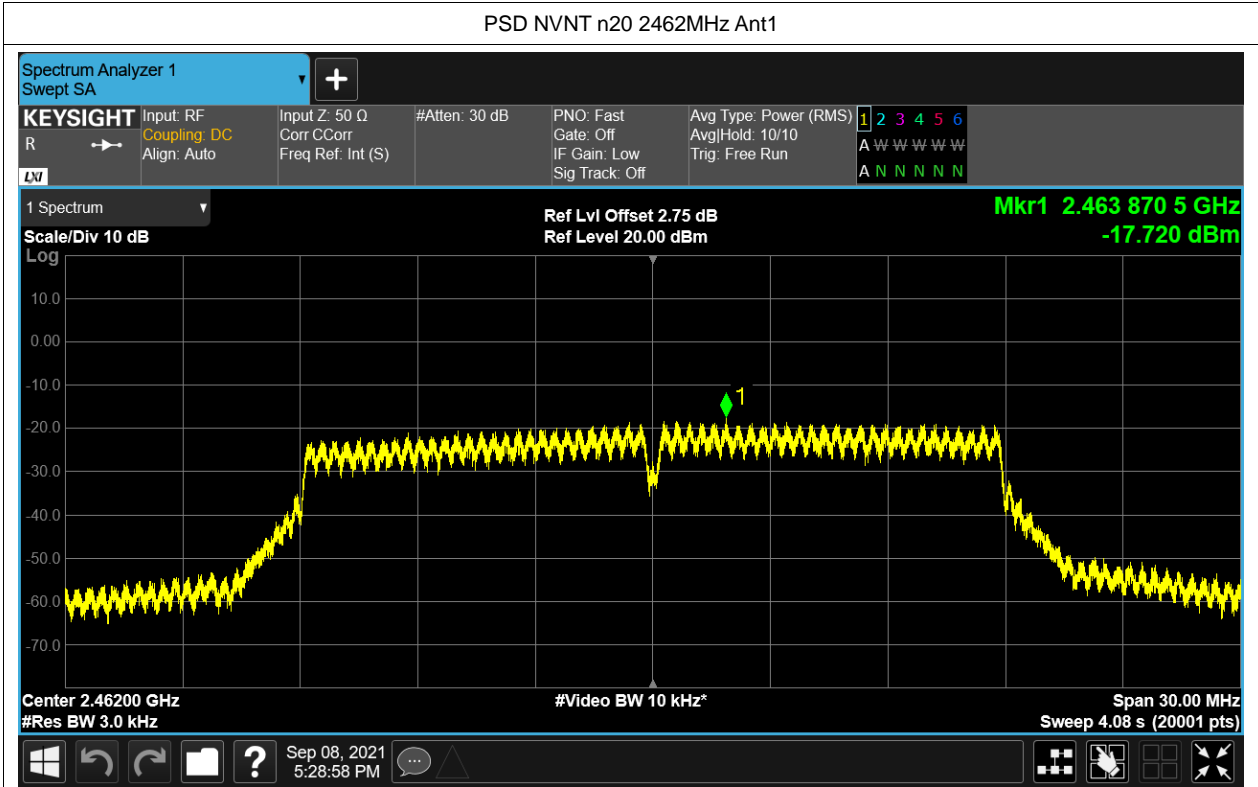 PSD NVNT n20 2462MHz Ant1
Spectrum Analyzer 1
Swept SA
KEYSIGHT
R
LXI
Input: RF
Coupling: DC
Align: Auto
Input Z: 50 Ω
Corr CCorr
Freq Ref: Int (S)
#Atten: 30 dB
PNO: Fast
Gate: Off
IF Gain: Low
Sig Track: Off
Avg Type: Power (RMS)
Avg|Hold: 10/10
Trig: Free Run
1 2 3 4 5 6
A W W W W W
A N N N N N
1 Spectrum
Scale/Div 10 dB
Log
Ref Lvl Offset 2.75 dB
Ref Level 20.00 dBm
Mkr1 2.463 870 5 GHz
-17.720 dBm
10.0
0.00
-10.0
-20.0
-30.0
-40.0
-50.0
-60.0
-70.0
1
Center 2.46200 GHz
#Res BW 3.0 kHz
#Video BW 10 kHz*
Span 30.00 MHz
Sweep 4.08 s (20001 pts)
?
Sep 08, 2021
5:28:58 PM